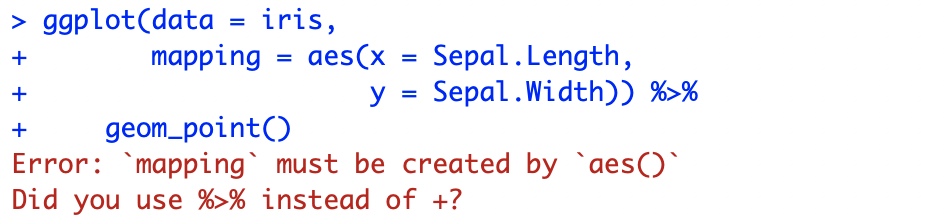 > ggplot(data = iris,
+        mapping = aes(x = Sepal.Length,
+                      y = Sepal.Width)) %>%
+     geom_point()
Error: `mapping` must be created by `aes()`
Did you use %>% instead of +?